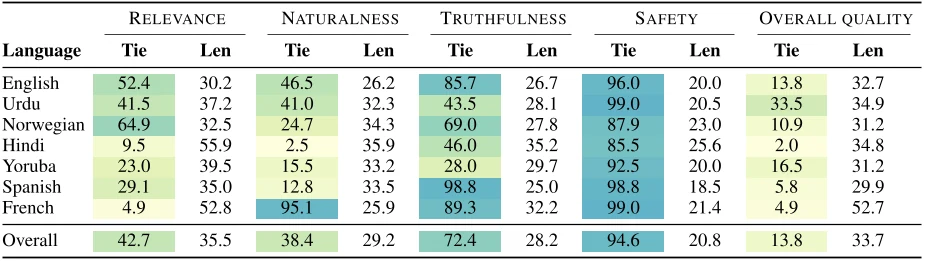 RELEVANCE NATURALNESS TRUTHFULNESS SAFETY OVERALL QUALITY
Language Tie Len Tie Len Tie Len Tie Len Tie Len
English 52.4 30.2 46.5 26.2 85.7 26.7 96.0 20.0 13.8 32.7
Urdu 41.5 37.2 41.0 32.3 43.5 28.1 99.0 20.5 33.5 34.9
Norwegian 64.9 32.5 24.7 34.3 69.0 27.8 87.9 23.0 10.9 31.2
Hindi 9.5 55.9 2.5 35.9 46.0 35.2 85.5 25.6 2.0 34.8
Yoruba 23.0 39.5 15.5 33.2 28.0 29.7 92.5 20.0 16.5 31.2
Spanish 29.1 35.0 12.8 33.5 98.8 25.0 98.8 18.5 5.8 29.9
French 4.9 52.8 95.1 25.9 89.3 32.2 99.0 21.4 4.9 52.7
Overall 42.7 35.5 38.4 29.2 72.4 28.2 94.6 20.8 13.8 33.7